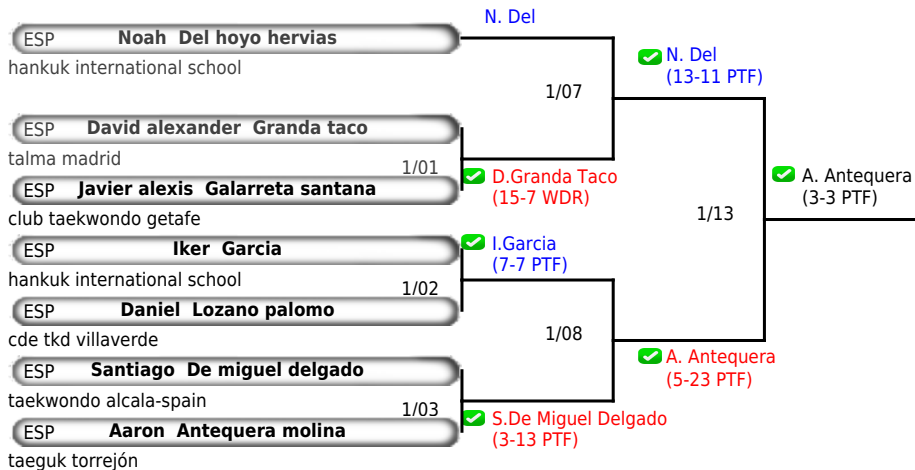 N. Del
ESP Noah Del hoyo hervias
hankuk international school
N. Del
(13-11 PTF)
1/07
ESP David alexander Granda taco
talma madrid
1/01
D.Granda Taco
(15-7 WDR)
ESP Javier alexis Galarreta santana
club taekwondo getafe
A. Antequera
(3-3 PTF)
1/13
ESP Iker Garcia
hankuk international school
I.Garcia
(7-7 PTF)
1/02
ESP Daniel Lozano palomo
cde tkd villaverde
1/08
A. Antequera
(5-23 PTF)
ESP Santiago De miguel delgado
taekwondo alcala-spain
1/03
S.De Miguel Delgado
(3-13 PTF)
ESP Aaron Antequera molina
taeguk torrejón